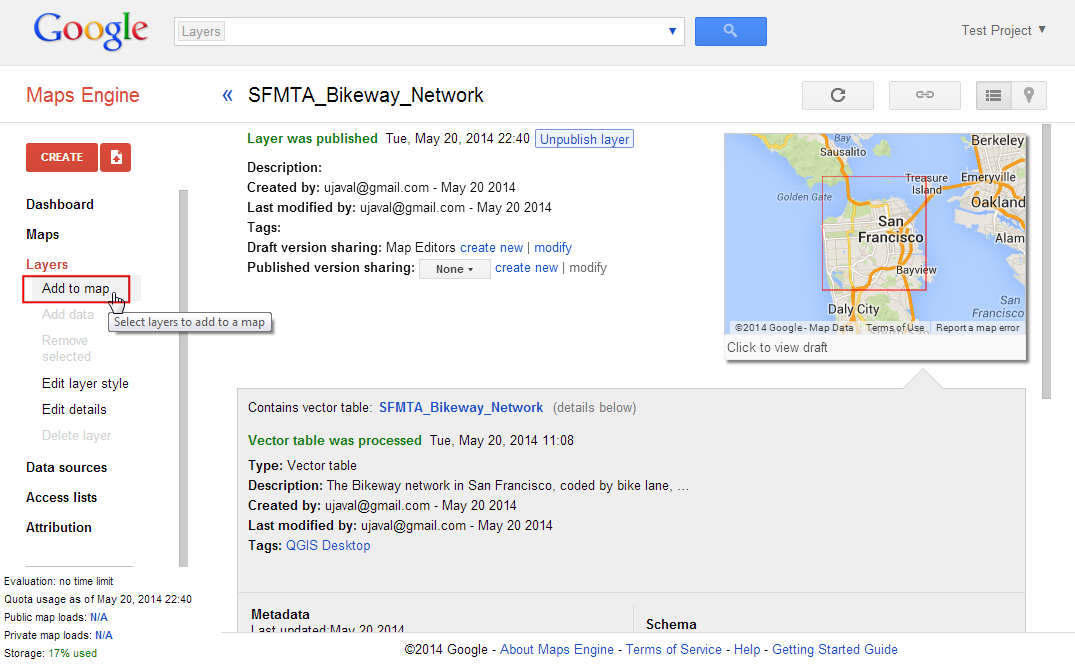 Google
Layers
Test Project
Maps Engine
« SFMTA_Bikeway_Network
CREATE
Dashboard
Maps
Layers
Add to map
Select layers to add to a map
Add data
Remove
selected
Edit layer style
Edit details
Delete layer
Data sources
Access lists
Attribution
Evaluation: no time limit
Quota usage as of May 20, 2014 22:40
Public map loads: N/A
Private map loads: N/A
Storage: 17% used
Layer was published Tue, May 20, 2014 22:40 Unpublish layer
Description:
Created by: ujaval@gmail.com - May 20 2014
Last modified by: ujaval@gmail.com - May 20 2014
Tags:
Draft version sharing: Map Editors create new | modify
Published version sharing: None create new | modify
Bay
Berkeley
Sausalito
Treasure
Island
Emeryville
Golden Gate
Oakland
San
Francisco
Alam
Bayview
Daly City
San
Francisco
©2014 Google - Map Data Terms of Use Report a map error
Click to view draft
Contains vector table: SFMTA_Bikeway_Network (details below)
Vector table was processed Tue, May 20, 2014 11:08
Type: Vector table
Description: The Bikeway network in San Francisco, coded by bike lane, ...
Created by: ujaval@gmail.com - May 20 2014
Last modified by: ujaval@gmail.com - May 20 2014
Tags: QGIS Desktop
Metadata
Last updated:May 20 2014
Schema
©2014 Google - About Maps Engine - Terms of Service - Help - Getting Started Guide